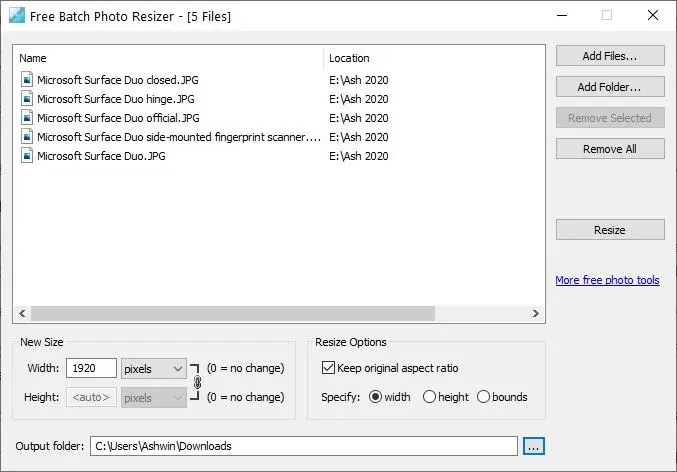 Free Batch Photo Resizer - [5 Files]
Name Location
Microsoft Surface Duo closed.JPG E:\Ash 2020
Microsoft Surface Duo hinge.JPG E:\Ash 2020
Microsoft Surface Duo official.JPG E:\Ash 2020
Microsoft Surface Duo side-mounted fingerprint scanner.... E:\Ash 2020
Microsoft Surface Duo.JPG E:\Ash 2020
Add Files...
Add Folder...
Remove Selected
Remove All
Resize
More free photo tools
New Size
Width: 1920 pixels (0 = no change)
Height: <auto> pixels (0 = no change)
Resize Options
Keep original aspect ratio
Specify: width height bounds
Output folder: C:\Users\Ashwin\Downloads ...